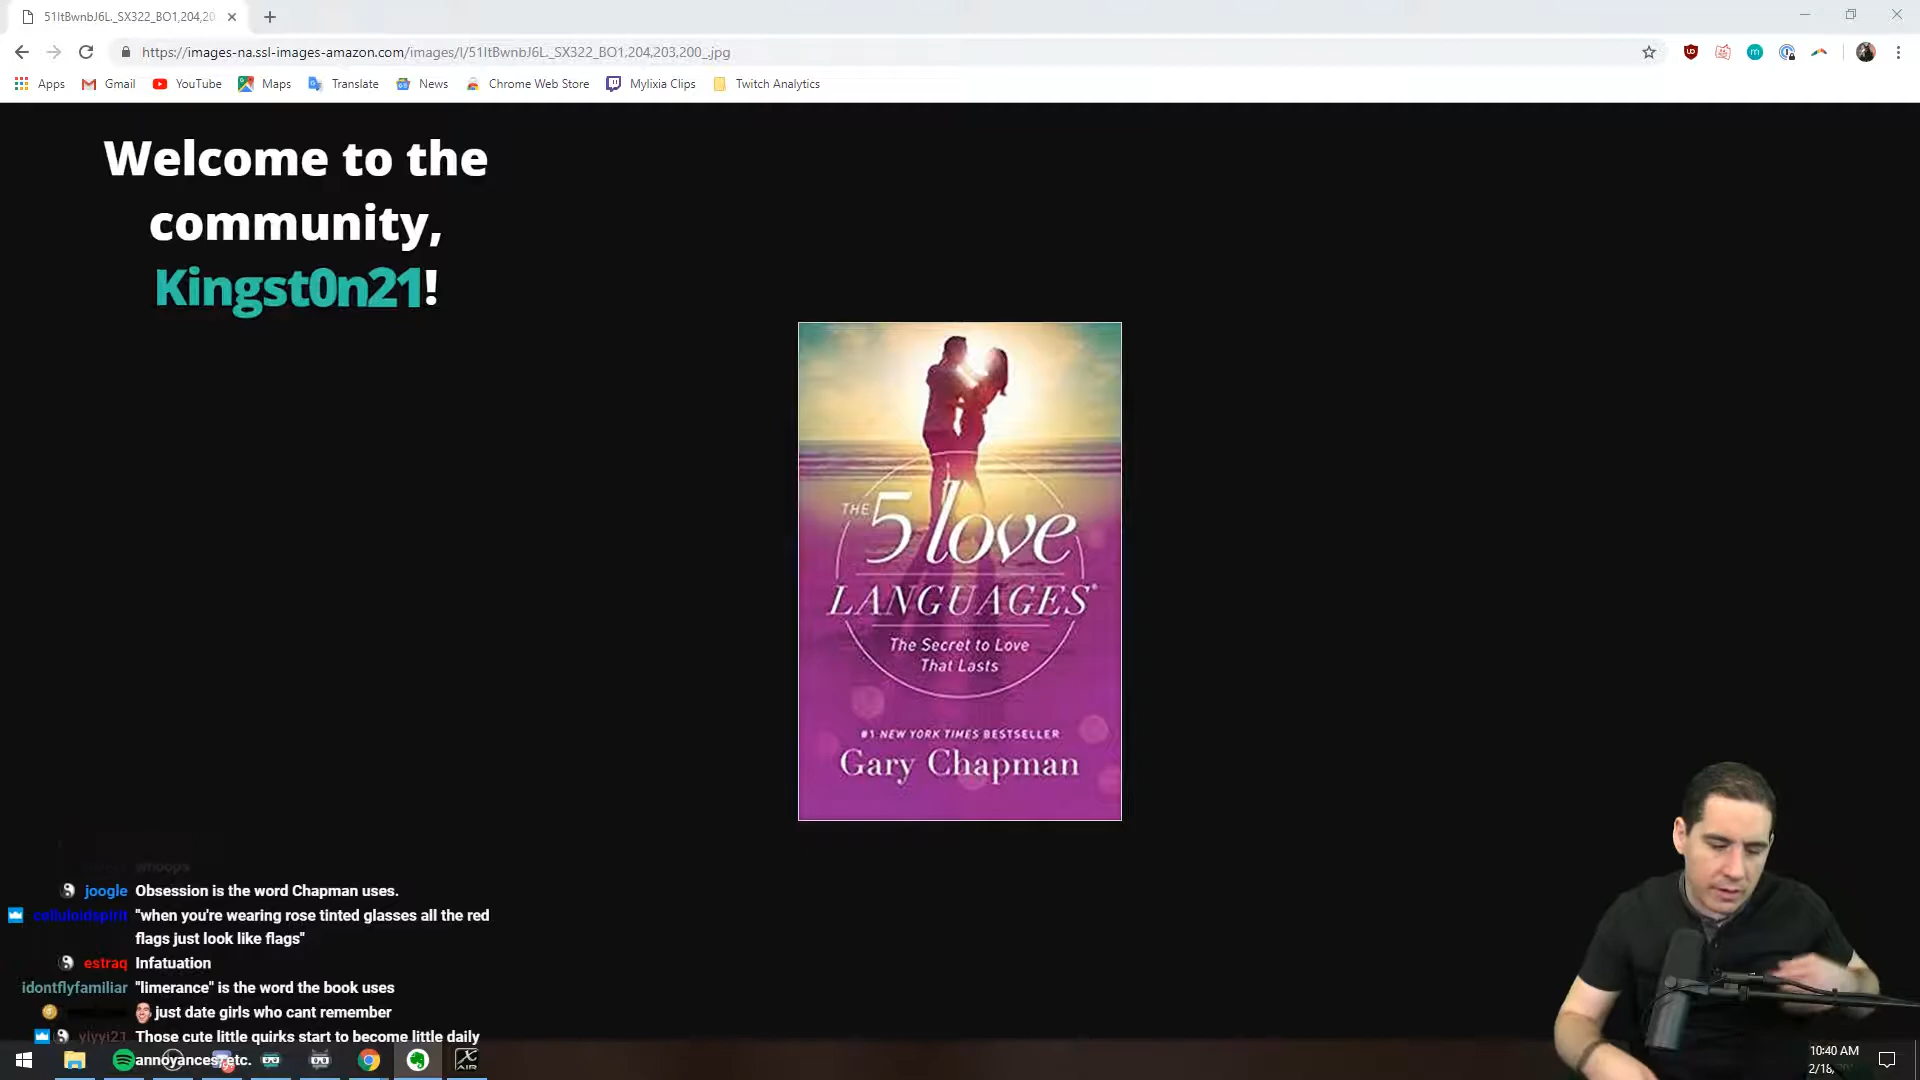 51ItBwnbJ6L._SX322_BO1,204,20
https://images-na.ssl-images-amazon.com/images/I/51ItBwnbJ6L._SX322_BO1,204,203,200_.jpg
Apps Gmail YouTube Maps Translate News Chrome Web Store Mylixia Clips Twitch Analytics
Welcome to the
community,
Kingst0n21!
THE 5 love
LANGUAGES®
The Secret to Love
That Lasts
#1 NEW YORK TIMES BESTSELLER
Gary Chapman
whoops
joogle Obsession is the word Chapman uses.
celluloidspirit "when you're wearing rose tinted glasses all the red
flags just look like flags"
estraq Infatuation
idontflyfamiliar "limerance" is the word the book uses
just date girls who cant remember
yiyyi21 Those cute little quirks start to become little daily
annoyances, etc.
10:40 AM
2/18/